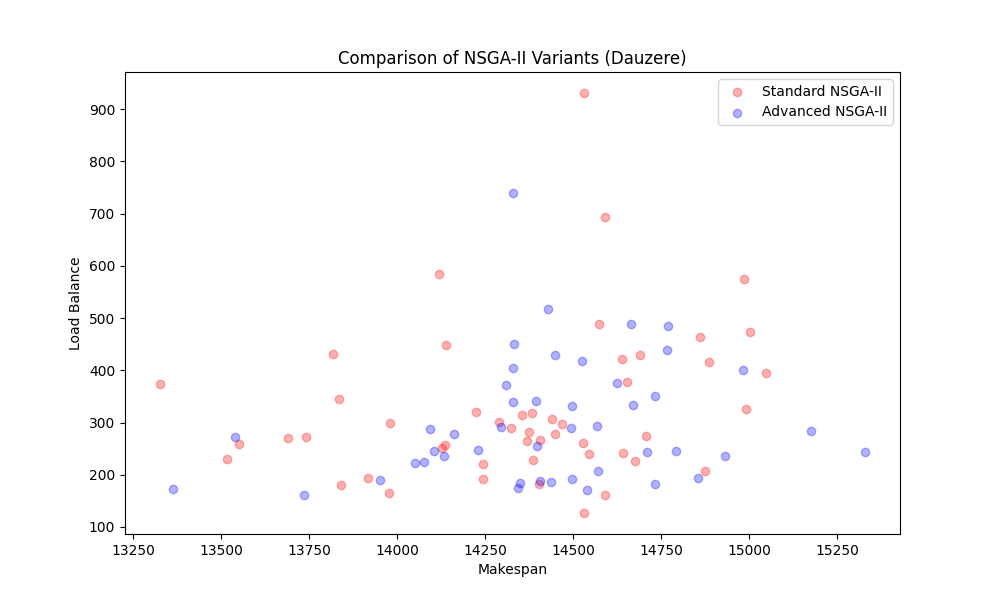 Comparison of NSGA-II Variants (Dauzere)
Standard NSGA-II
Advanced NSGA-II
Load Balance
900
800
700
600
500
400
300
200
100
13250 13500 13750 14000 14250 14500 14750 15000 15250
Makespan